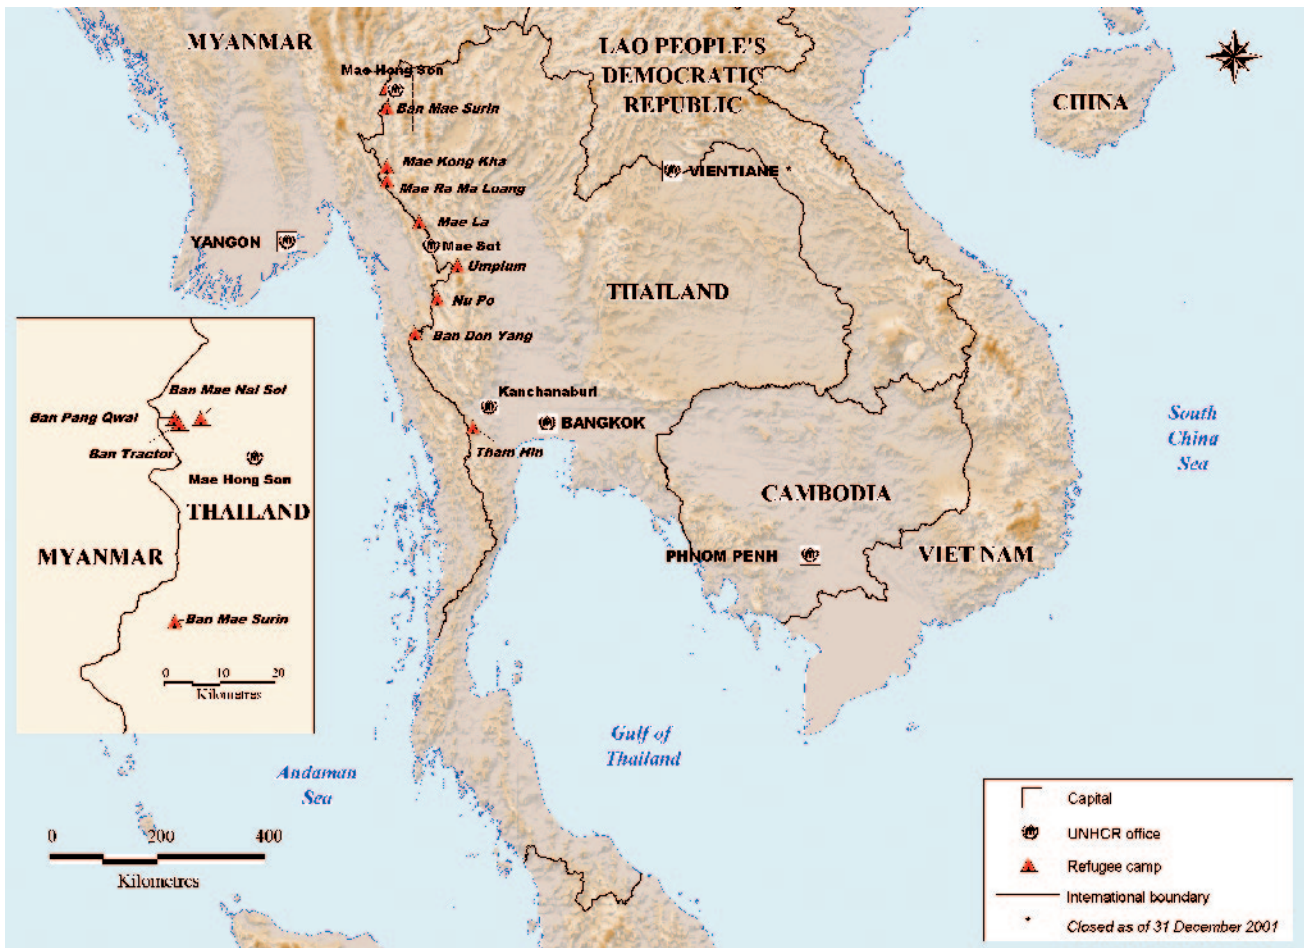 MYANMAR
LAO PEOPLE'S
DEMOCRATIC
REPUBLIC
CHINA
Mae Hong Son
Ban Mae Surin
Mae Kong Kha
Mae Ra Ma Luang
VIENTIANE *
Mae La
YANGON
Mae Sot
Umpium
THAILAND
Nu Po
Ban Don Yang
Kanchanaburi
BANGKOK
Tham Hin
South
China
Sea
CAMBODIA
PHNOM PENH
VIET NAM
Ban Mae Nai Soi
Ban Pang Qwai
Ban Tractor
Mae Hong Son
THAILAND
MYANMAR
Ban Mae Surin
0 10 20
Kilometres
Gulf of
Thailand
Andaman
Sea
0 200 400
Kilometres
Capital
UNHCR office
Refugee camp
International boundary
* Closed as of 31 December 2001